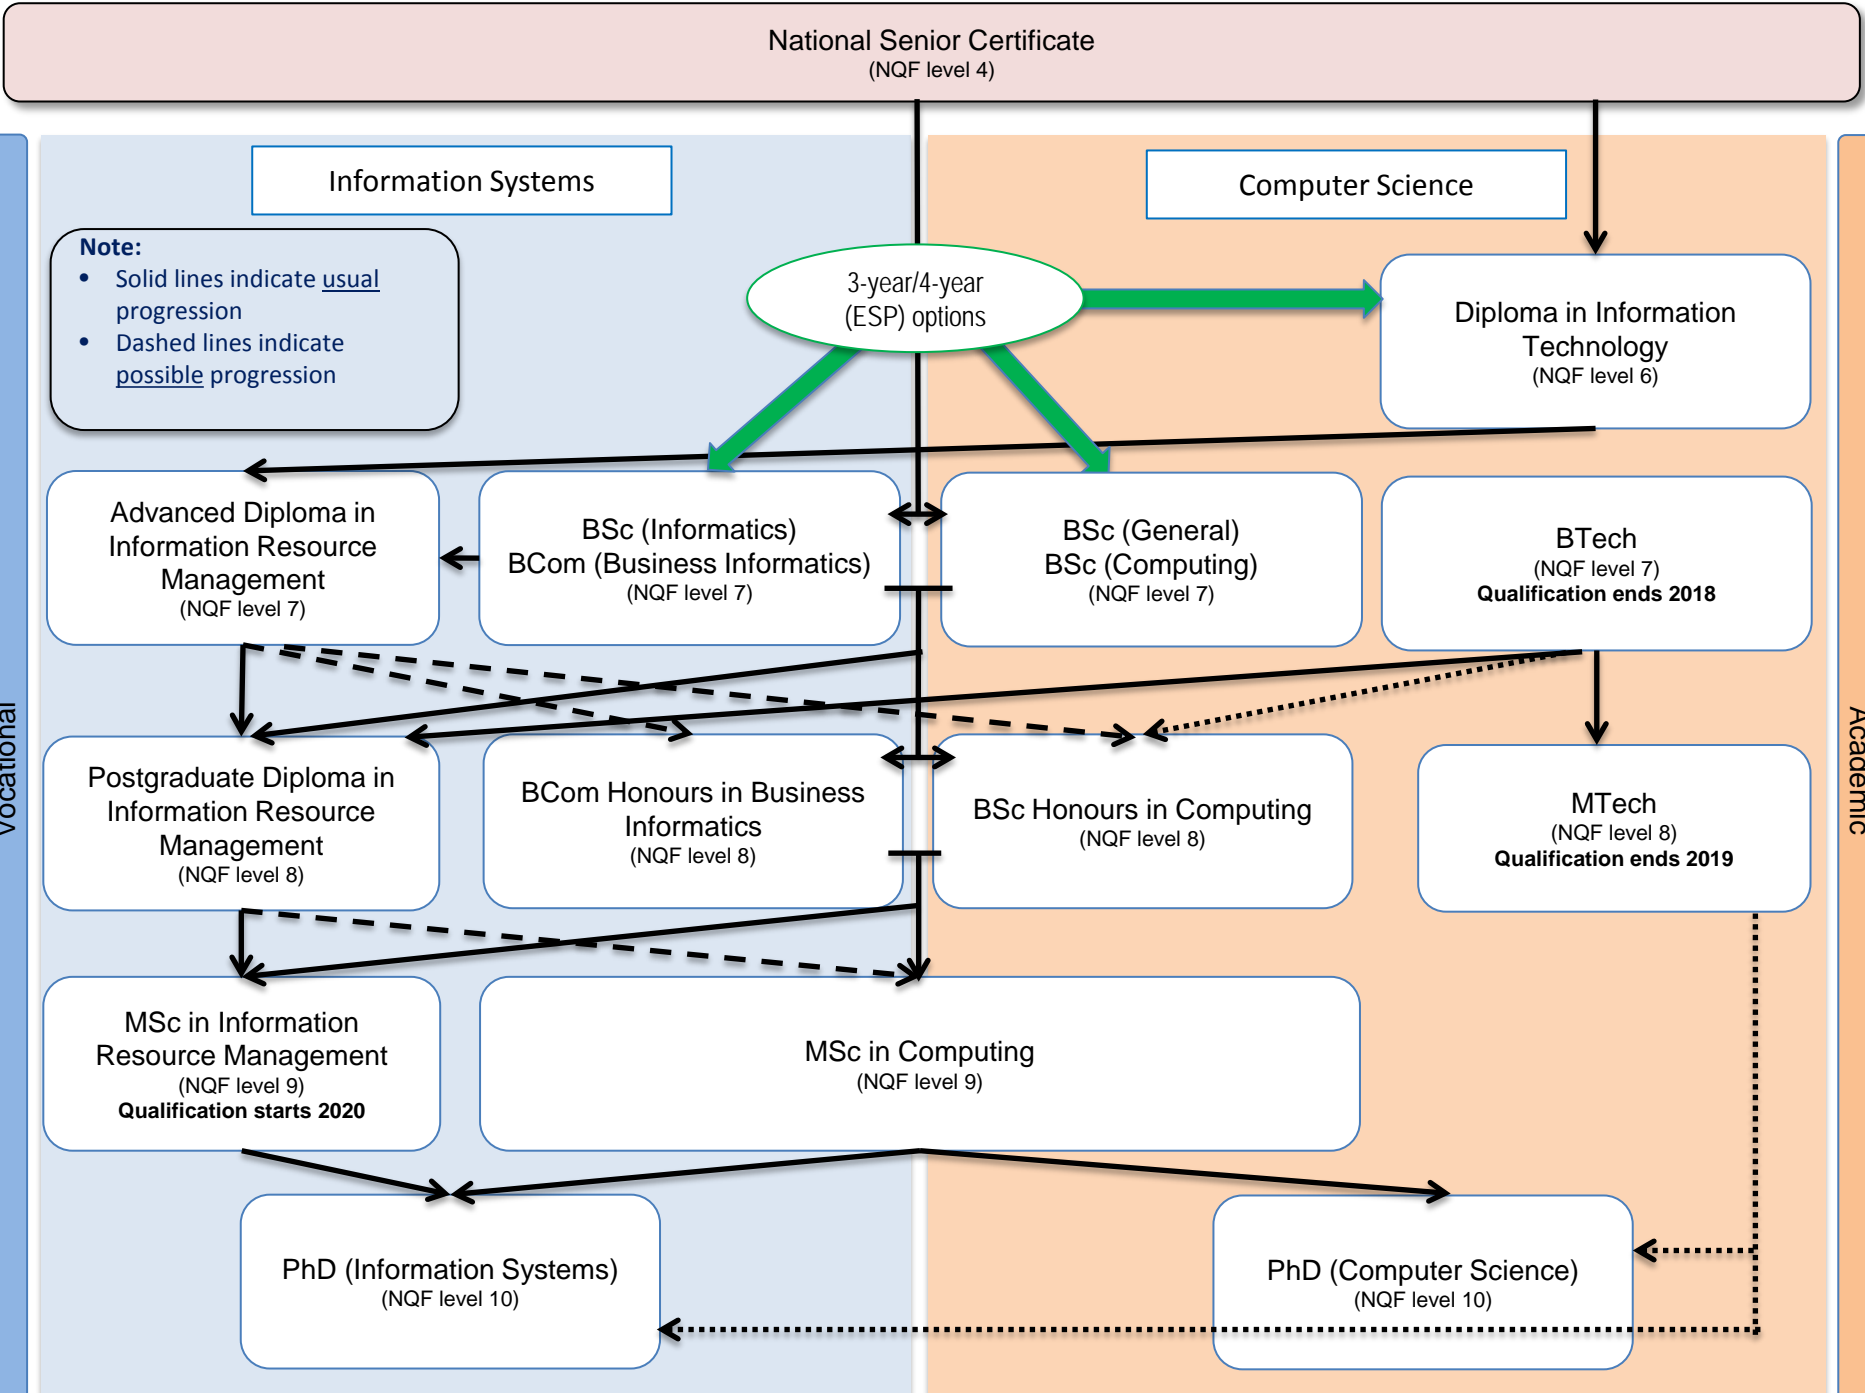 National Senior Certificate
(NQF level 4)
Information Systems
Computer Science
Note:
• Solid lines indicate usual
progression
• Dashed lines indicate
possible progression
3-year/4-year
(ESP) options
Diploma in Information
Technology
(NQF level 6)
Advanced Diploma in
Information Resource
Management
(NQF level 7)
BSc (Informatics)
BCom (Business Informatics)
(NQF level 7)
BSc (General)
BSc (Computing)
(NQF level 7)
BTech
(NQF level 7)
Qualification ends 2018
Vocational
Academic
Postgraduate Diploma in
Information Resource
Management
(NQF level 8)
BCom Honours in Business
Informatics
(NQF level 8)
BSc Honours in Computing
(NQF level 8)
MTech
(NQF level 8)
Qualification ends 2019
MSc in Information
Resource Management
(NQF level 9)
Qualification starts 2020
MSc in Computing
(NQF level 9)
PhD (Information Systems)
(NQF level 10)
PhD (Computer Science)
(NQF level 10)